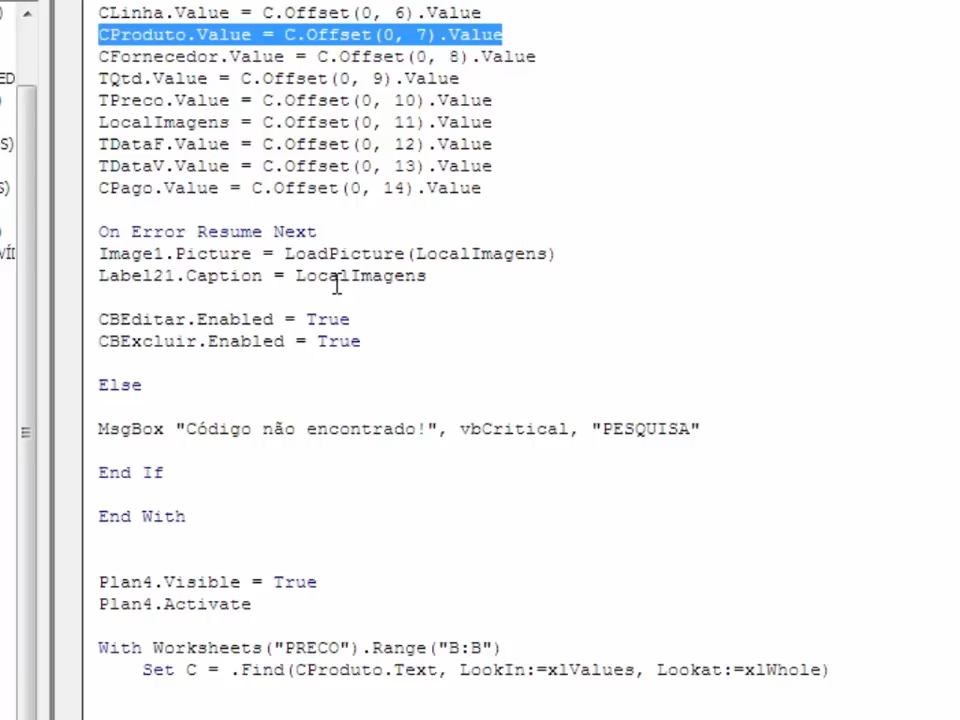 CLinha.Value = C.Offset(0, 6).Value
CProduto.Value = C.Offset(0, 7).Value
CFornecedor.Value = C.Offset(0, 8).Value
TQtd.Value = C.Offset(0, 9).Value
TPreco.Value = C.Offset(0, 10).Value
LocalImagens = C.Offset(0, 11).Value
TDataF.Value = C.Offset(0, 12).Value
TDataV.Value = C.Offset(0, 13).Value
CPago.Value = C.Offset(0, 14).Value
On Error Resume Next
Image1.Picture = LoadPicture(LocalImagens)
Label21.Caption = LocalImagens
CBEditar.Enabled = True
CBExcluir.Enabled = True
Else
MsgBox "Código não encontrado!", vbCritical, "PESQUISA"
End If
End With
Plan4.Visible = True
Plan4.Activate
With Worksheets("PRECO").Range("B:B")
Set C = .Find(CProduto.Text, LookIn:=xlValues, Lookat:=xlWhole)